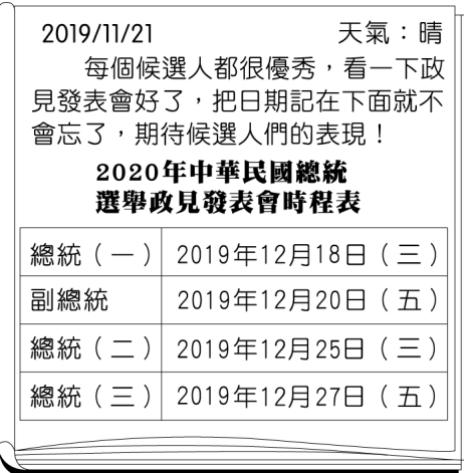 2019/11/21 天氣：晴
每個候選人都很優秀，看一下政
見發表會好了，把日期記在下面就不
會忘了，期待候選人們的表現！
2020年中華民國總統
選舉政見發表會時程表
總統（一） 2019年12月18日（三）
副總統 2019年12月20日（五）
總統（二） 2019年12月25日（三）
總統（三） 2019年12月27日（五）